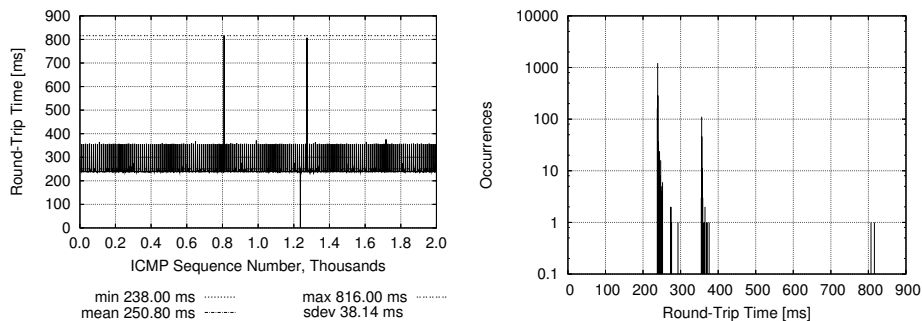 900
800
700
600
500
400
300
200
100
0
Round-Trip Time [ms]
0.0 0.2 0.4 0.6 0.8 1.0 1.2 1.4 1.6 1.8 2.0
ICMP Sequence Number, Thousands
min 238.00 ms
max 816.00 ms
mean 250.80 ms
sdev 38.14 ms
10000
1000
100
10
1
0.1
Occurrences
0 100 200 300 400 500 600 700 800 900
Round-Trip Time [ms]